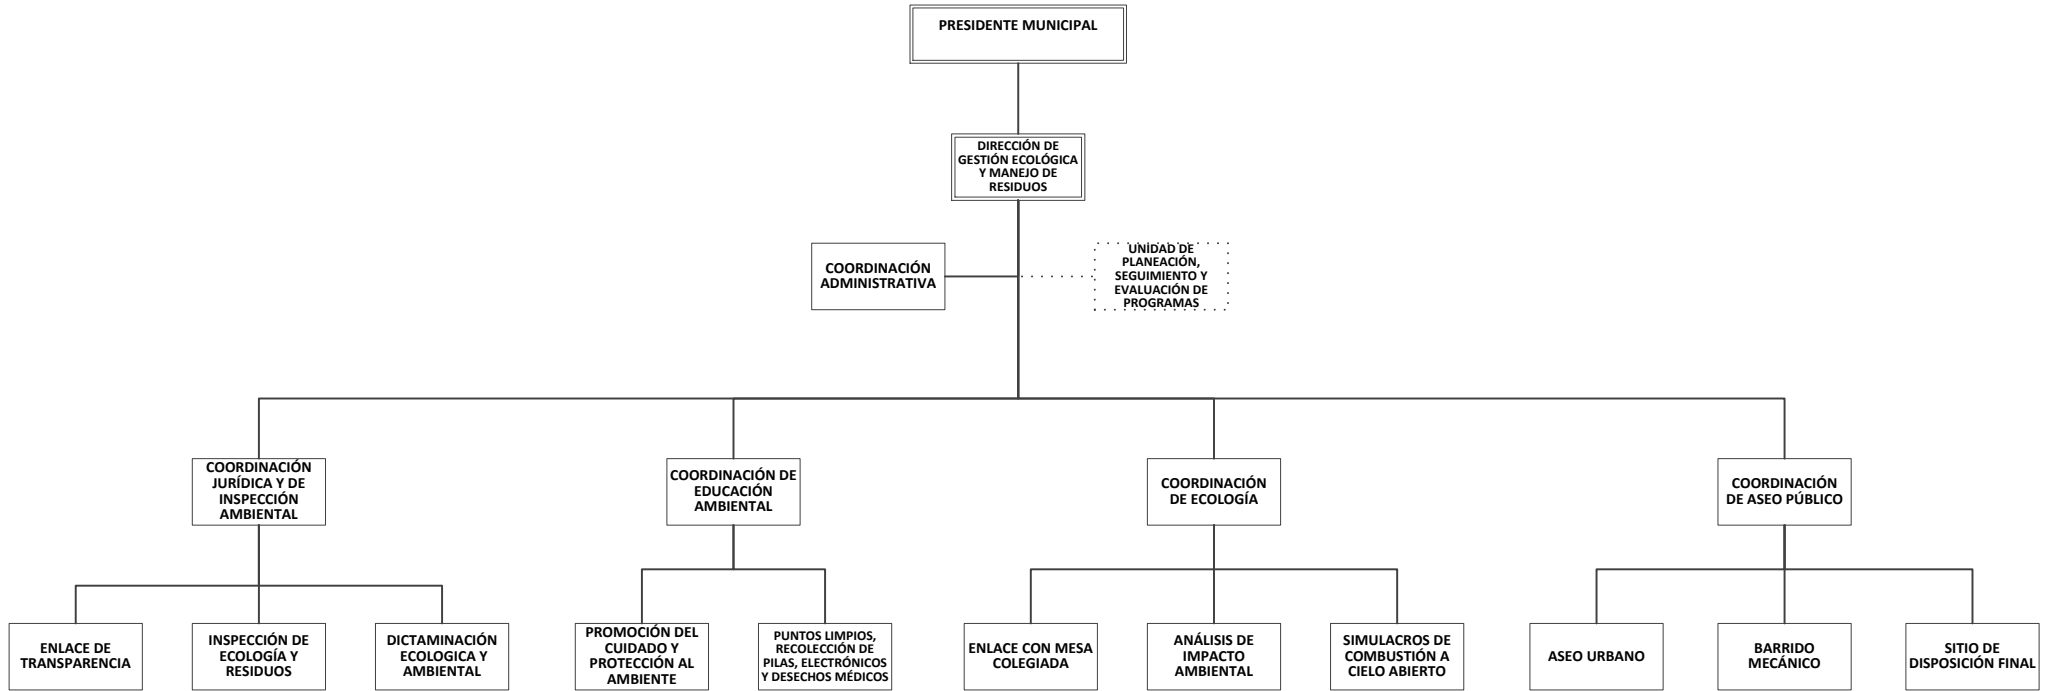 PRESIDENTE MUNICIPAL
DIRECCIÓN DE
GESTIÓN ECOLÓGICA
Y MANEJO DE
RESIDUOS
COORDINACIÓN
ADMINISTRATIVA
UNIDAD DE
PLANEACIÓN,
SEGUIMIENTO Y
EVALUACIÓN DE
PROGRAMAS
COORDINACIÓN
JURÍDICA Y DE
INSPECCIÓN
AMBIENTAL
COORDINACIÓN DE
EDUCACIÓN
AMBIENTAL
COORDINACIÓN
DE ECOLOGÍA
COORDINACIÓN
DE ASEO PÚBLICO
ENLACE DE
TRANSPARENCIA
INSPECCIÓN DE
ECOLOGÍA Y
RESIDUOS
DICTAMINACIÓN
ECOLOGICA Y
AMBIENTAL
PROMOCIÓN DEL
CUIDADO Y
PROTECCIÓN AL
AMBIENTE
PUNTOS LIMPIOS,
RECOLECCIÓN DE
PILAS, ELECTRÓNICOS
Y DESECHOS MÉDICOS
ENLACE CON MESA
COLEGIADA
ANÁLISIS DE
IMPACTO
AMBIENTAL
SIMULACROS DE
COMBUSTIÓN A
CIELO ABIERTO
ASEO URBANO
BARRIDO
MECÁNICO
SITIO DE
DISPOSICIÓN FINAL